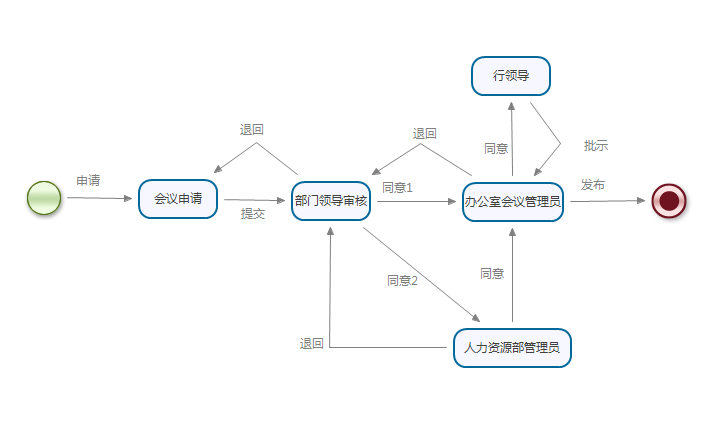 行领导
退回
退回
同意
批示
申请
会议申请
提交
部门领导审核
同意1
办公室会议管理员
发布
同意2
同意
退回
人力资源部管理员